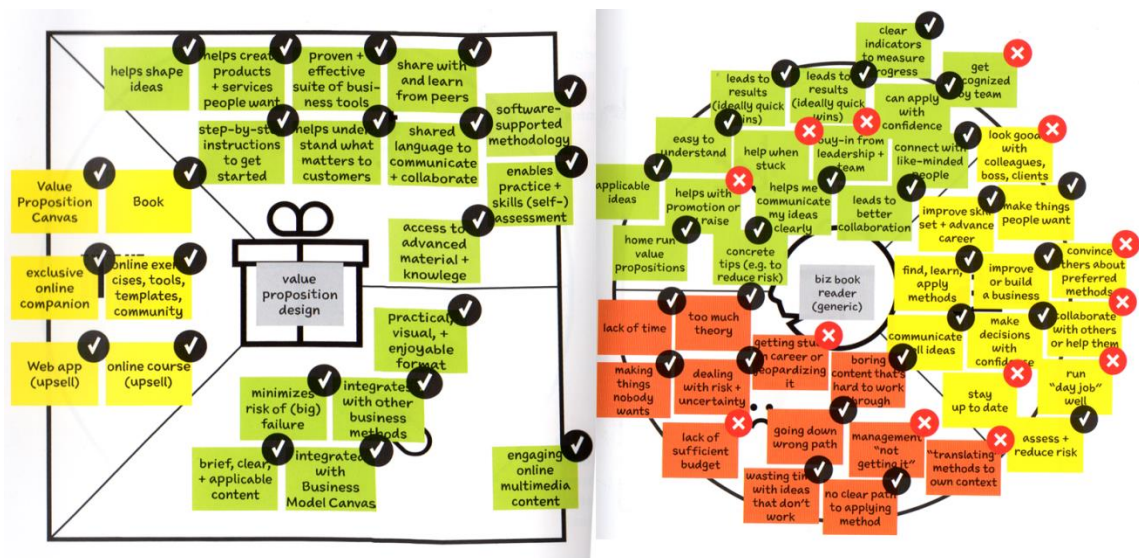 helps shape
ideas
helps create
products
+ services
people want
proven +
effective
suite of busi-
ness tools
share with
and learn
from peers
software-
supported
methodology
step-by-step
instructions
to get
started
helps under
stand what
matters to
customers
shared
language to
communicate
+ collaborate
enables
practice +
skills (self-)
assessment
access to
advanced
material +
knowlege
Value
Proposition
Canvas
Book
exclusive
online
companion
online exer
cises, tools,
templates,
community
Web app
(upsell)
online course
(upsell)
value
proposition
design
practical,
visual, +
enjoyable
format
minimizes
risk of (big)
failure
integrates
with other
business
methods
brief, clear,
+ applicable
content
integrated
with
Business
Model Canvas
engaging
online
multimedia
content
clear
indicators
to measure
progress
get
recognized
by team
leads to
results
(ideally quick
wins)
leads to
results
(ideally quick
wins)
can apply
with
confidence
easy to
understand
help when
stuck
buy-in from
leadership +
team
connect with
like-minded
people
look good
with
colleagues,
boss, clients
applicable
ideas
helps with
promotion or
raise
helps me
communicate
my ideas
clearly
leads to
better
collaboration
improve skill
set + advance
career
make things
people want
home run
value
propositions
concrete
tips (e.g. to
reduce risk)
biz book
reader
(generic)
find, learn,
apply
methods
improve
or build
a business
convince
others about
preferred
methods
communicate
sell ideas
make
decisions
with
confidence
collaborate
with others
or help them
stay
up to date
run
"day job"
well
assess +
reduce risk
lack of time
too much
theory
getting stuck
in career or
jeopardizing
it
boring
content that's
hard to work
through
making
things
nobody
wants
dealing with
risk +
uncertainty
lack of
sufficient
budget
going down
wrong path
management
"not
getting it"
"translating
methods to
own context
wasting time
with ideas
that don't
work
no clear path
to applying
method